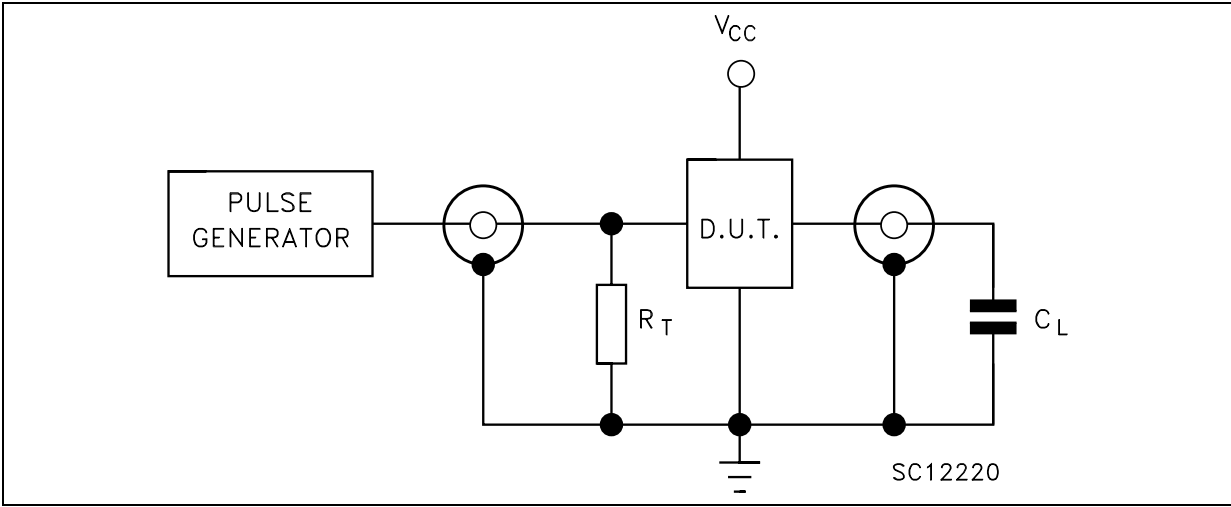 VCC
PULSE
GENERATOR
D.U.T.
RT
CL
SC12220